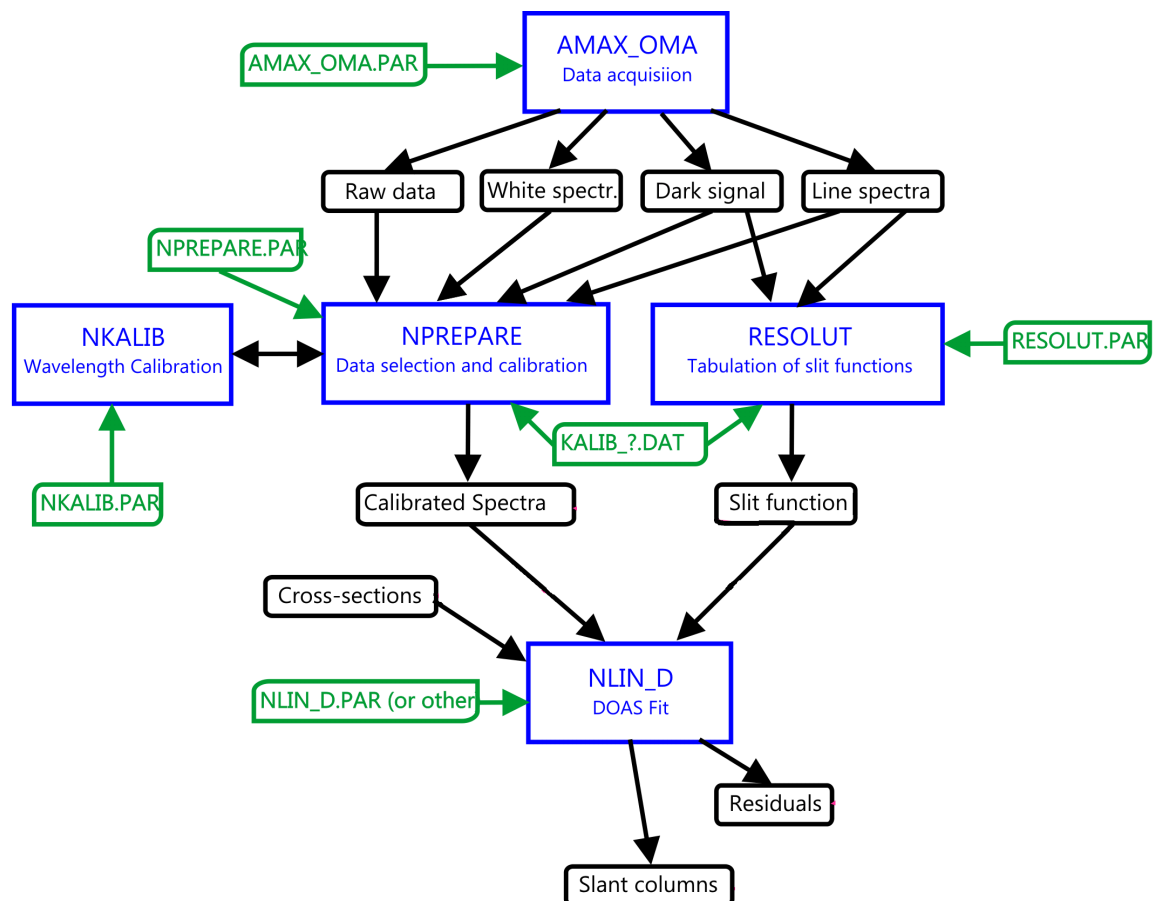 AMAX_OMA
Data acquisiion
AMAX_OMA.PAR
Raw data
White spectr.
Dark signal
Line spectra
NPREPARE.PAR
NKALIB
Wavelength Calibration
NPREPARE
Data selection and calibration
RESOLUT
Tabulation of slit functions
RESOLUT.PAR
KALIB_?.DAT
NKALIB.PAR
Calibrated Spectra
Slit function
Cross-sections
NLIN_D
DOAS Fit
NLIN_D.PAR (or other
Residuals
Slant columns